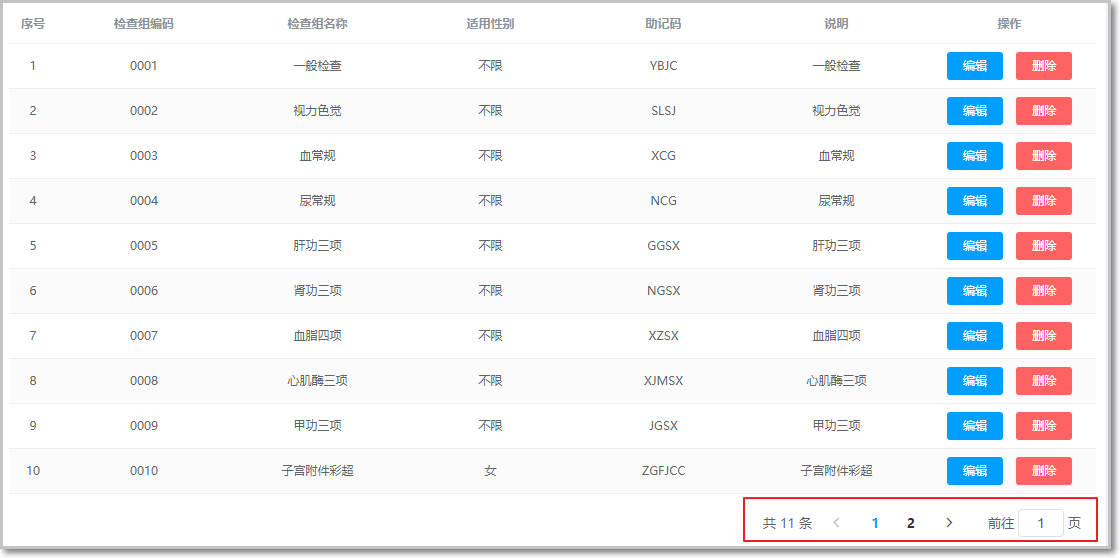 序号 检查组编码 检查组名称 适用性别 助记码 说明 操作
1 0001 一般检查 不限 YBJC 一般检查 编辑 删除
2 0002 视力色觉 不限 SLSJ 视力色觉 编辑 删除
3 0003 血常规 不限 XCG 血常规 编辑 删除
4 0004 尿常规 不限 NCG 尿常规 编辑 删除
5 0005 肝功三项 不限 GGSX 肝功三项 编辑 删除
6 0006 肾功三项 不限 NGSX 肾功三项 编辑 删除
7 0007 血脂四项 不限 XZSX 血脂四项 编辑 删除
8 0008 心肌酶三项 不限 XJMSX 心肌酶三项 编辑 删除
9 0009 甲功三项 不限 JGSX 甲功三项 编辑 删除
10 0010 子宫附件彩超 女 ZGFJCC 子宫附件彩超 编辑 删除
共 11 条 1 2 前往 1 页